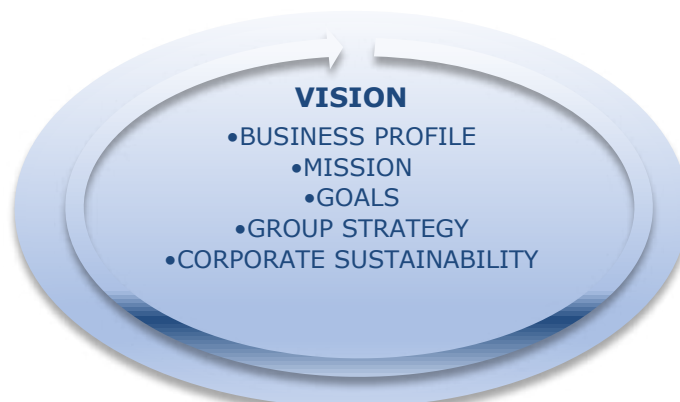 VISION
•BUSINESS PROFILE
•MISSION
•GOALS
•GROUP STRATEGY
•CORPORATE SUSTAINABILITY